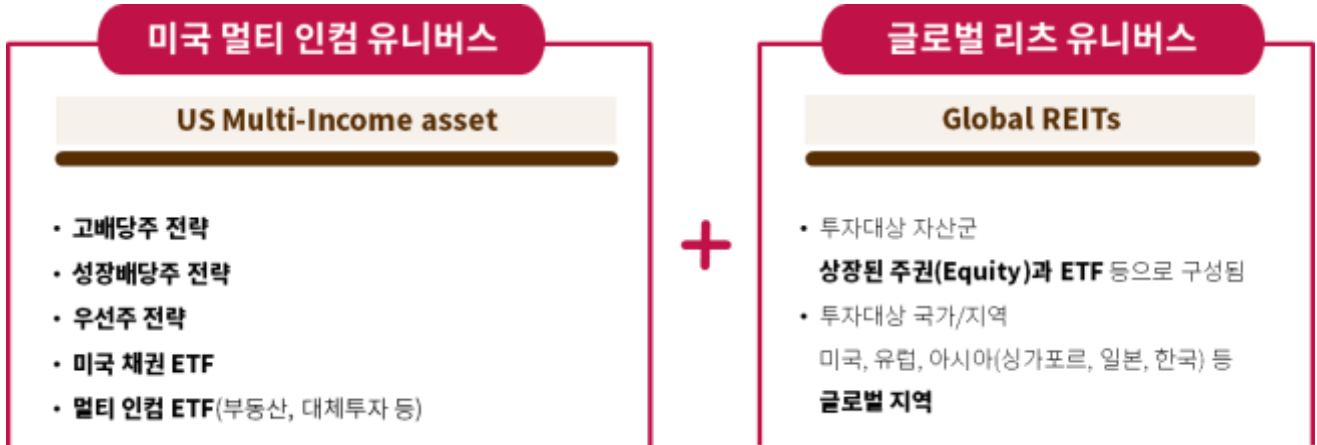 미국 멀티 인컴 유니버스
US Multi-Income asset
• 고배당주 전략
• 성장배당주 전략
• 우선주 전략
• 미국 채권 ETF
• 멀티 인컴 ETF(부동산, 대체투자 등)
+
글로벌 리츠 유니버스
Global REITs
• 투자대상 자산군
상장된 주권(Equity)과 ETF 등으로 구성됨
• 투자대상 국가/지역
미국, 유럽, 아시아(싱가포르, 일본, 한국) 등
글로벌 지역